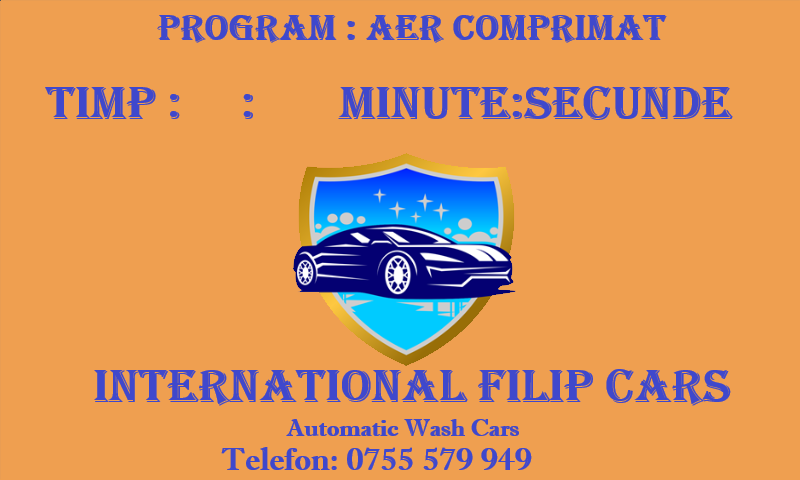 PROGRAM : AER COMPRIMAT
TIMP : : MINUTE:SECUNDE
INTERNATIONAL FILIP CARS
Automatic Wash Cars
Telefon: 0755 579 949